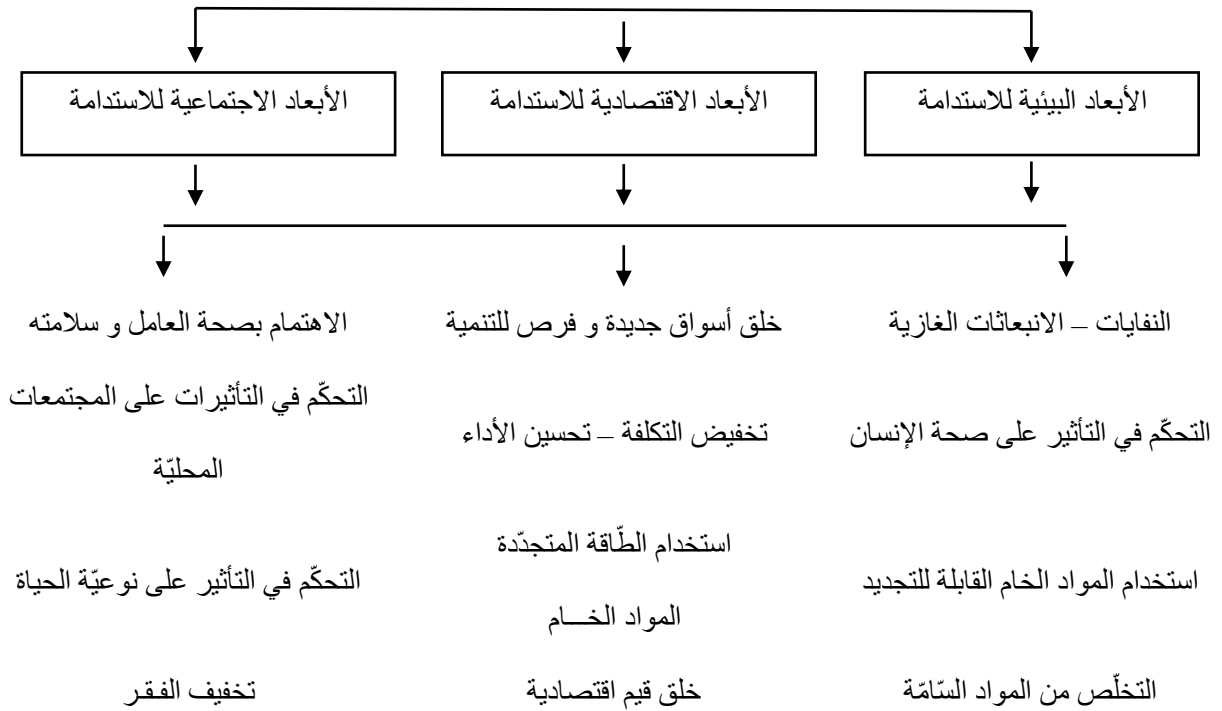 الأبعاد البيئية للاستدامة
الأبعاد الاقتصادية للاستدامة
الأبعاد الاجتماعية للاستدامة
النفايات – الانبعاثات الغازية
خلق أسواق جديدة و فرص للتنمية
الاهتمام بصحة العامل و سلامته
التحكّم في التأثير على صحة الإنسان
تخفيض التكلفة – تحسين الأداء
التحكّم في التأثيرات على المجتمعات
المحليّة
استخدام المواد الخام القابلة للتجديد
استخدام الطّاقة المتجدّدة
المواد الخـــام
التحكّم في التأثير على نوعيّة الحياة
التخلّص من المواد السّامّة
خلق قيم اقتصادية
تخفيف الفقـر